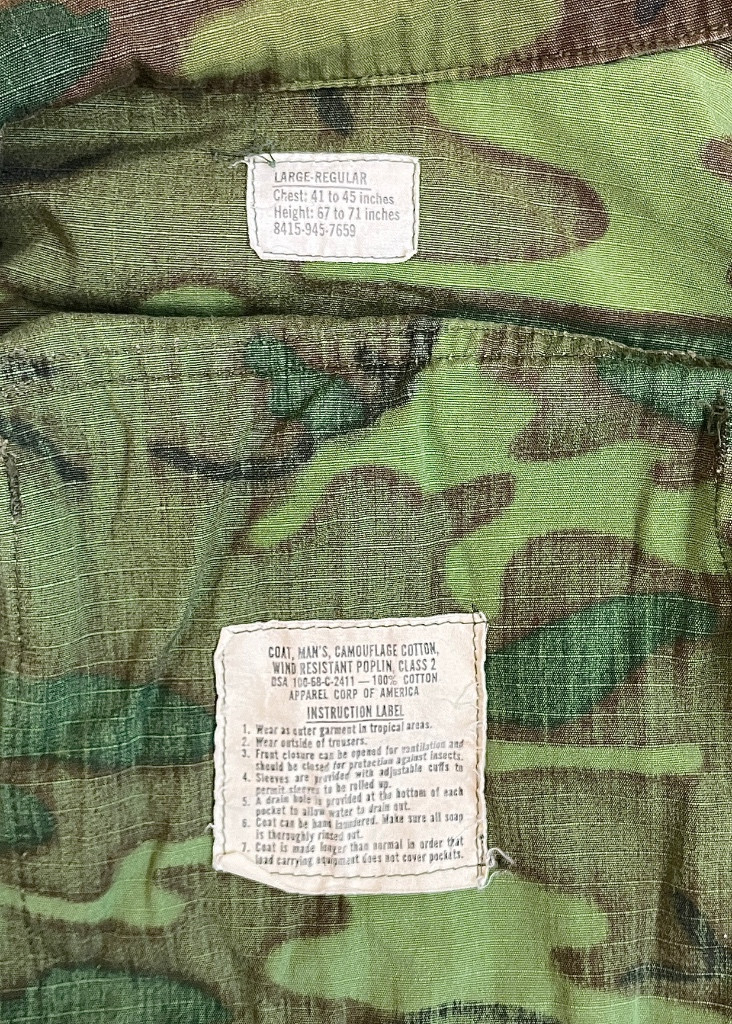 LARGE-REGULAR
Chest: 41 to 45 inches
Height: 67 to 71 inches
8415-945-7659
COAT, MAN'S, CAMOUFLAGE COTTON,
WIND RESISTANT POPLIN, CLASS 2
DSA 100-68-C-2411 — 100% COTTON
APPAREL CORP OF AMERICA
INSTRUCTION LABEL
1. Wear as outer garment in tropical areas.
2. Wear outside of trousers.
3. Front closure can be opened for ventilation and
should be closed for protection against insects.
4. Sleeves are provided with adjustable cuffs to
permit sleeves to be rolled up.
5. A drain hole is provided at the bottom of each
pocket to allow water to drain out.
6. Coat can be hand laundered. Make sure all soap
is thoroughly rinsed out.
7. Coat is made longer than normal in order that
load carrying equipment does not cover pockets.